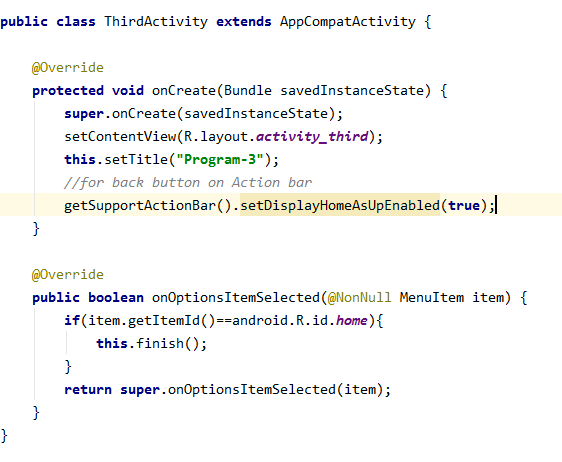 public class ThirdActivity extends AppCompatActivity {
@Override
protected void onCreate(Bundle savedInstanceState) {
super.onCreate(savedInstanceState);
setContentView(R.layout.activity_third);
this.setTitle("Program-3");
//for back button on Action bar
getSupportActionBar().setDisplayHomeAsUpEnabled(true);
}
@Override
public boolean onOptionsItemSelected(@NonNull MenuItem item) {
if(item.getItemId()==android.R.id.home){
this.finish();
}
return super.onOptionsItemSelected(item);
}
}